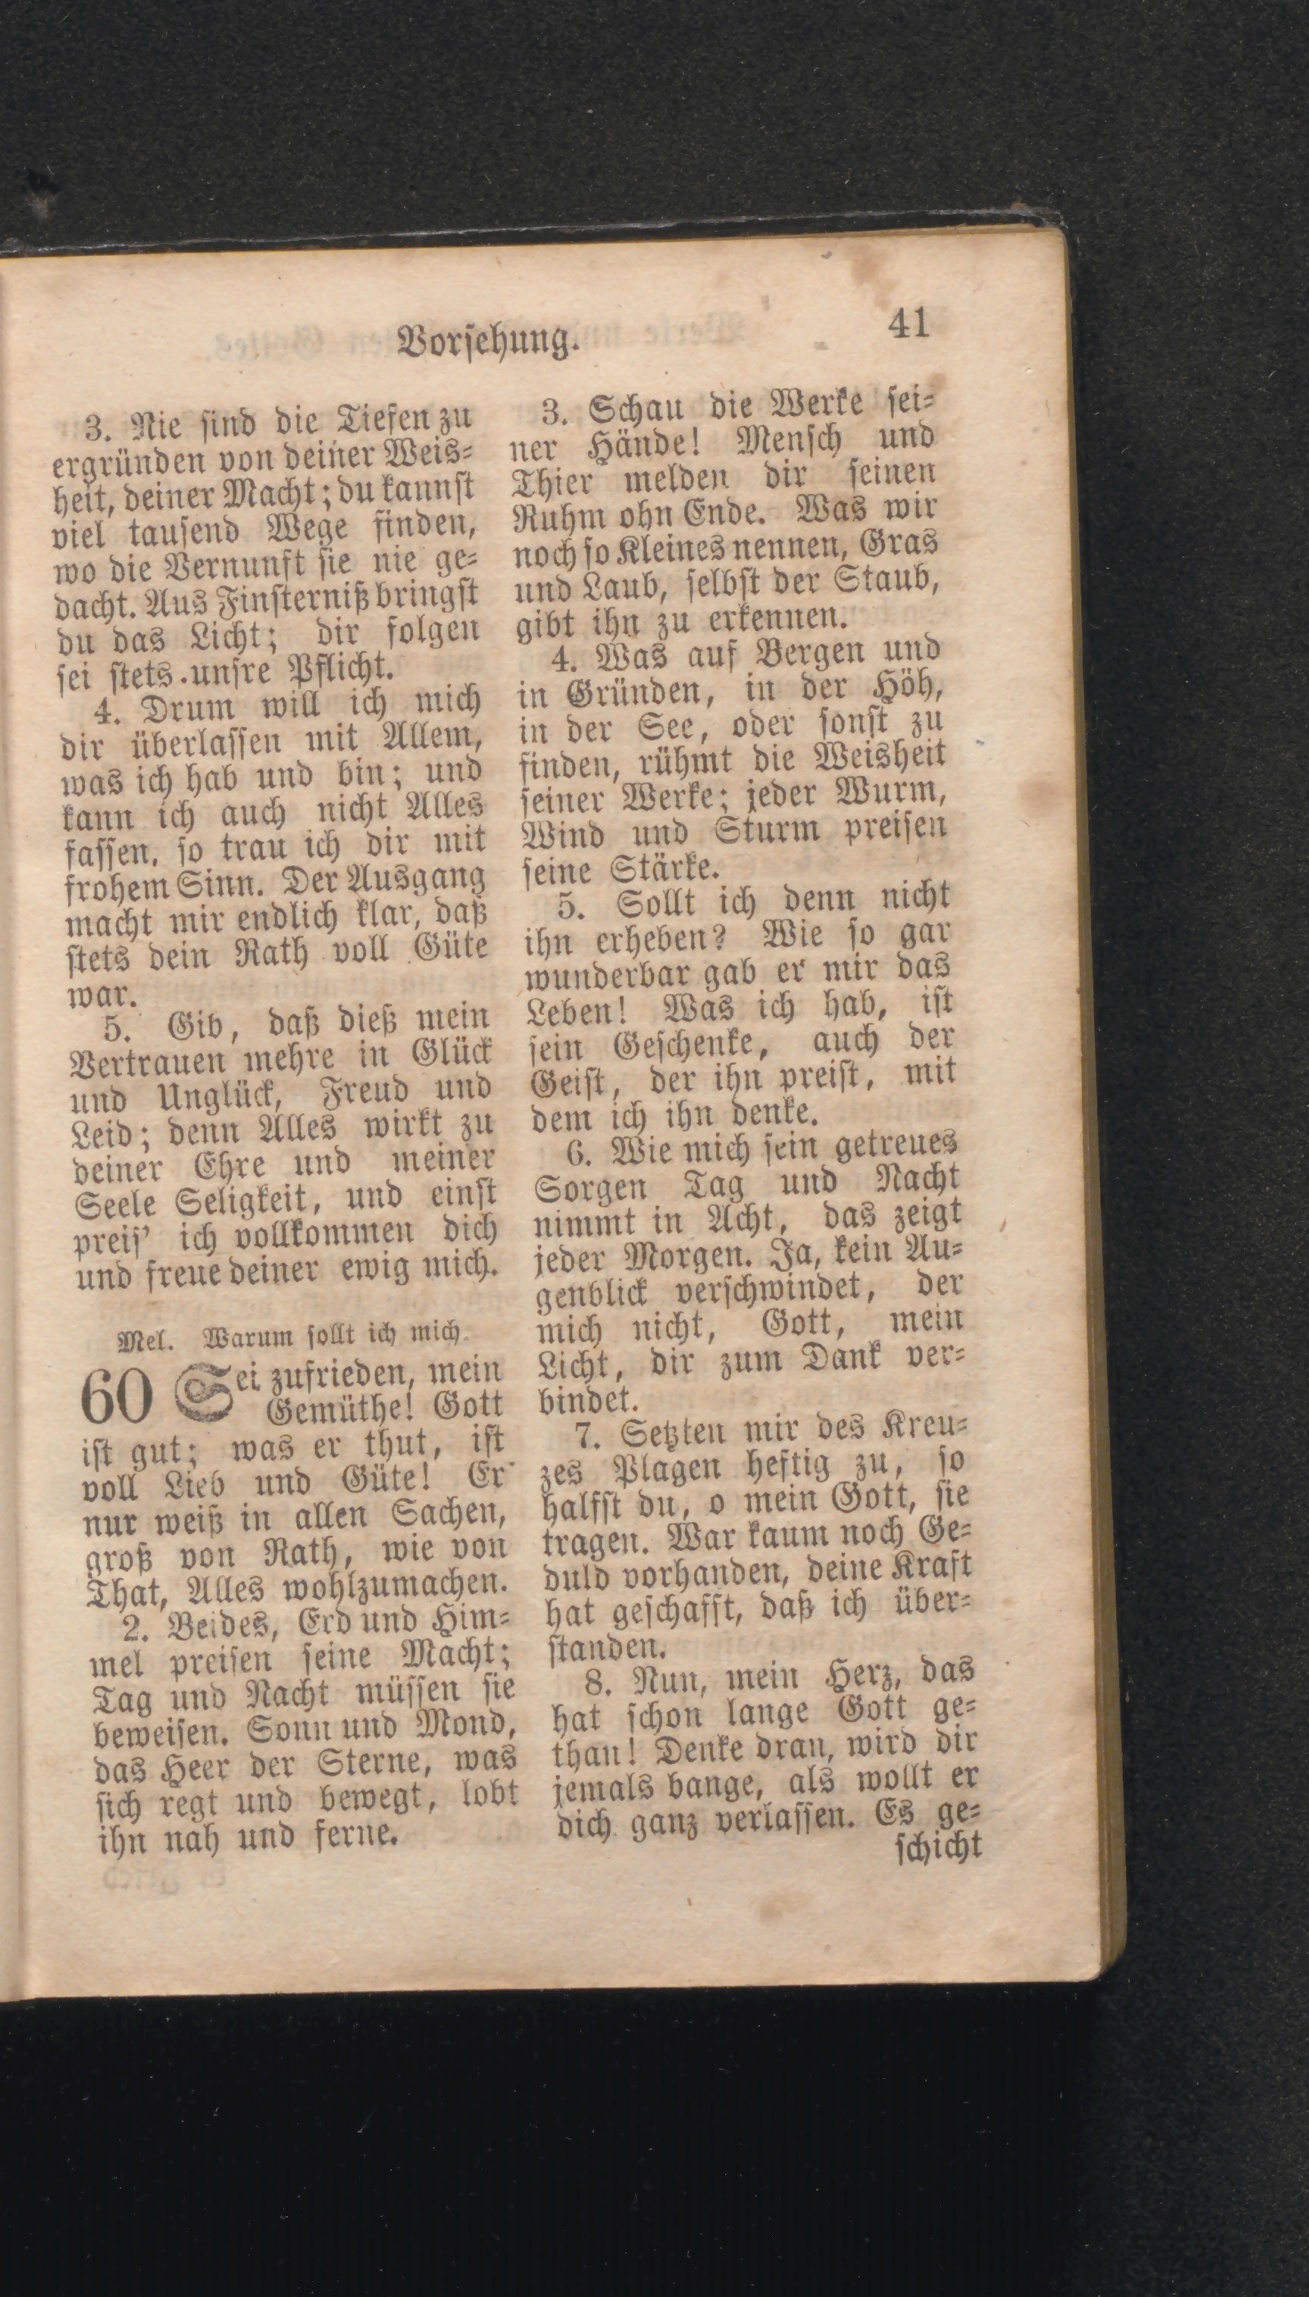 Vorsehung.
41
3. Nie sind die Tiefen zu
ergründen von deiner Weis-
heit, deiner Macht; du kannst
viel tausend Wege finden,
wo die Vernunft sie nie ge-
dacht. Aus Finsterniß bringst
du das Licht; dir folgen
sei stets unsre Pflicht.
4. Drum will ich mich
dir überlassen mit Allem,
was ich hab und bin; und
kann ich auch nicht Alles
fassen, so trau ich dir mit
frohem Sinn. Der Ausgang
macht mir endlich klar, daß
stets dein Rath voll Güte
war.
5. Gib, daß dieß mein
Vertrauen mehre in Glück
und Unglück, Freud und
Leid; denn Alles wirkt zu
deiner Ehre und meiner
Seele Seligkeit, und einst
preis' ich vollkommen dich
und freue deiner ewig mich.
Mel. Warum sollt ich mich
60 Sei zufrieden, mein
Gemüthe! Gott
ist gut; was er thut, ist
voll Lieb und Güte! Er
nur weiß in allen Sachen,
groß von Rath, wie von
That, Alles wohlzumachen.
2. Beides, Erd und Him-
mel preisen seine Macht;
Tag und Nacht müssen sie
beweisen. Sonn und Mond,
das Heer der Sterne, was
sich regt und bewegt, lobt
ihn nah und ferne.
3. Schau die Werke sei-
ner Hände! Mensch und
Thier melden dir seinen
Ruhm ohn Ende. Was wir
noch so Kleines nennen, Gras
und Laub, selbst der Staub,
gibt ihn zu erkennen.
4. Was auf Bergen und
in Gründen, in der Höh,
in der See, oder sonst zu
finden, rühmt die Weisheit
seiner Werke; jeder Wurm,
Wind und Sturm preisen
seine Stärke.
5. Sollt ich denn nicht
ihn erheben? Wie so gar
wunderbar gab er mir das
Leben! Was ich hab, ist
sein Geschenke, auch der
Geist, der ihn preist, mit
dem ich ihn denke.
6. Wie mich sein getreues
Sorgen Tag und Nacht
nimmt in Acht, das zeigt
jeder Morgen. Ja, kein Au-
genblick verschwindet, der
mich nicht, Gott, mein
Licht, dir zum Dank ver-
bindet.
7. Setzten mir des Kreu-
zes Plagen heftig zu, so
halfst du, o mein Gott, sie
tragen. War kaum noch Ge-
duld vorhanden, deine Kraft
hat geschafft, daß ich über-
standen.
8. Nun, mein Herz, das
hat schon lange Gott ge-
than! Denke dran, wird dir
jemals bange, als wollt er
dich ganz verlassen. Es ge-
schicht